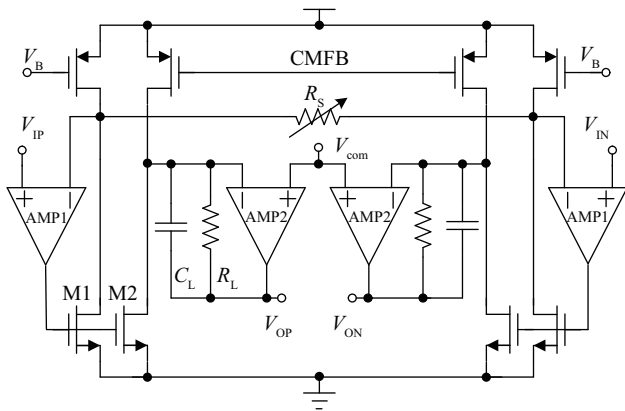 CMFB
V_B
V_B
R_S
V_IP
V_com
V_IN
+ −
− +
+ −
− +
AMP1
AMP2
AMP2
AMP1
C_L
R_L
M1
M2
V_OP
V_ON